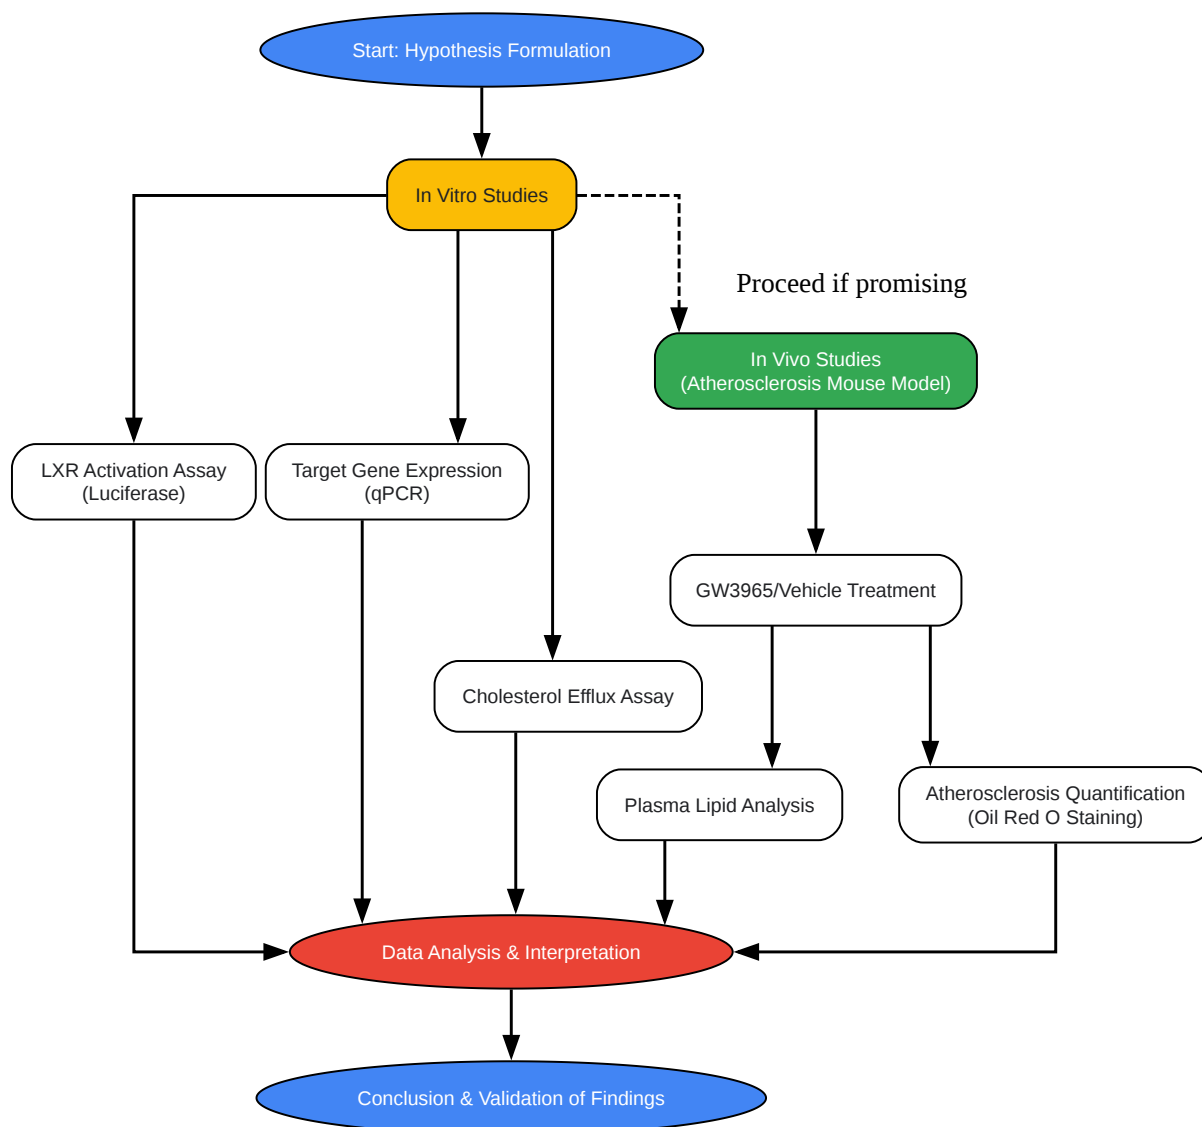 Start: Hypothesis Formulation
In Vitro Studies
Proceed if promising
In Vivo Studies
(Atherosclerosis Mouse Model)
LXR Activation Assay
(Luciferase)
Target Gene Expression
(qPCR)
GW3965/Vehicle Treatment
Cholesterol Efflux Assay
Plasma Lipid Analysis
Atherosclerosis Quantification
(Oil Red O Staining)
Data Analysis & Interpretation
Conclusion & Validation of Findings